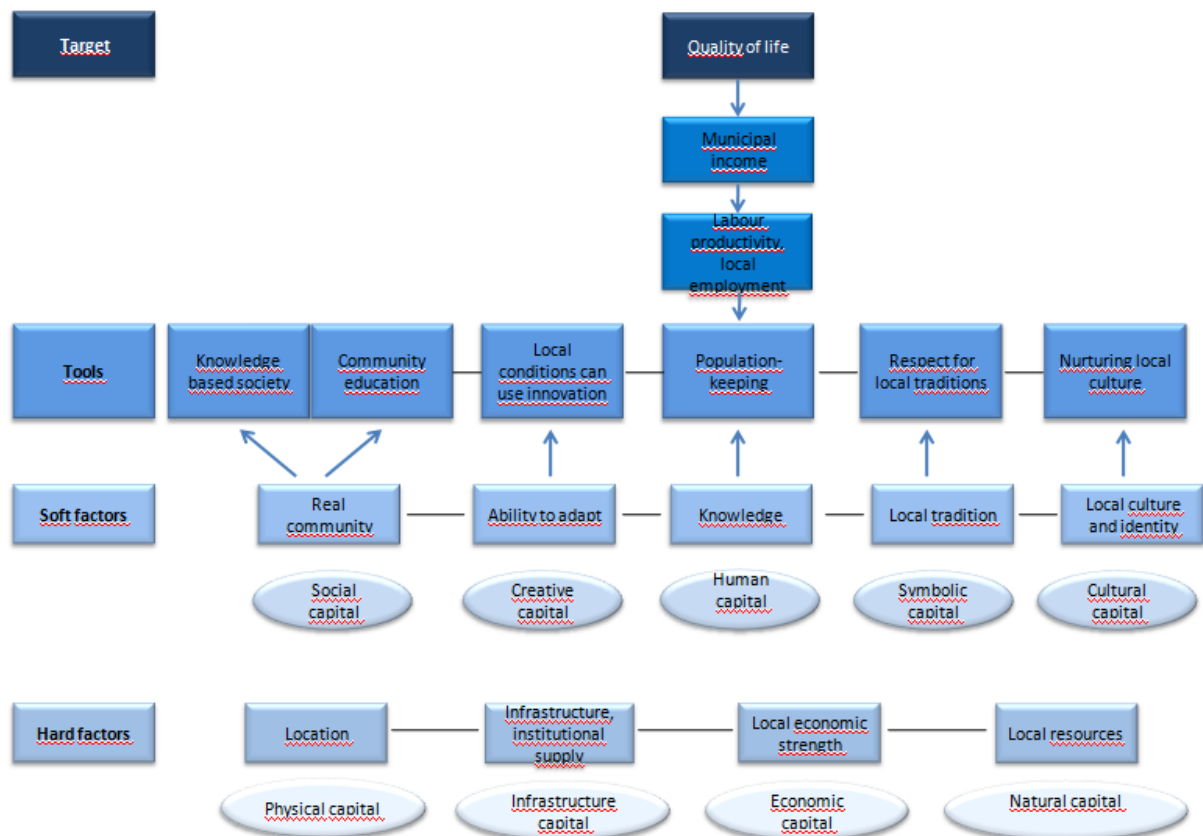 Target
Quality of life
Municipal
income
Labour
productivity,
local
employment
Tools
Knowledge
based society
Community
education
Local
conditions can
use innovation
Population-
keeping
Respect for
local traditions
Nurturing local
culture
Soft factors
Real
community
Ability to adapt
Knowledge
Local tradition
Local culture
and identity
Social
capital
Creative
capital
Human
capital
Symbolic
capital
Cultural
capital
Hard factors
Location
Infrastructure,
institutional
supply
Local economic
strength
Local resources
Physical capital
Infrastructure
capital
Economic
capital
Natural capital